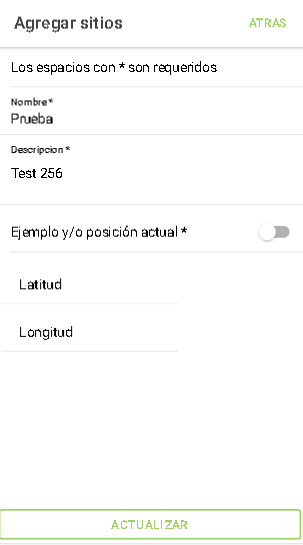 Agregar sitios ATRAS
Los espacios con * son requeridos
Nombre *
Prueba
Descripcion *
Test 256
Ejemplo y/o posición actual *
Latitud
Longitud
ACTUALIZAR